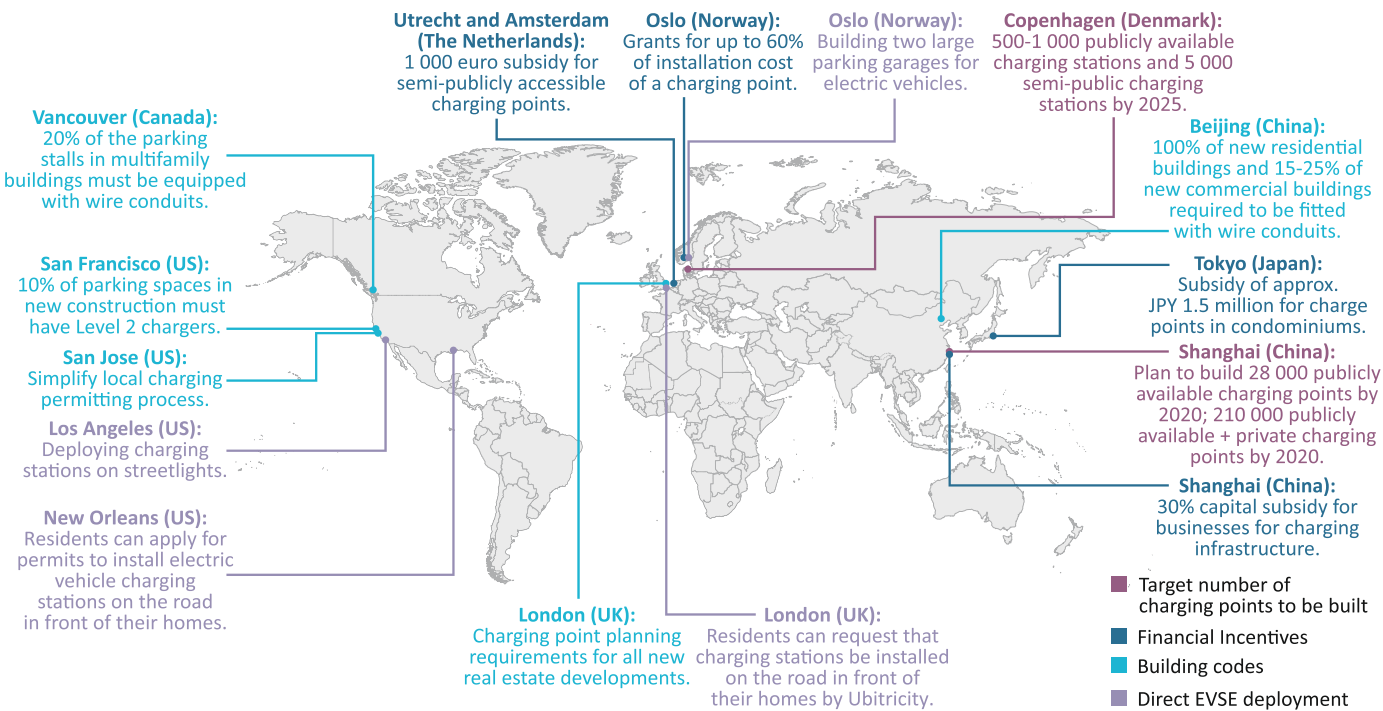 Utrecht and Amsterdam
(The Netherlands):
1 000 euro subsidy for
semi-publicly accessible
charging points.
Oslo (Norway):
Grants for up to 60%
of installation cost
of a charging point.
Oslo (Norway):
Building two large
parking garages for
electric vehicles.
Copenhagen (Denmark):
500-1 000 publicly available
charging stations and 5 000
semi-public charging
stations by 2025.
Vancouver (Canada):
20% of the parking
stalls in multifamily
buildings must be equipped
with wire conduits.
Beijing (China):
100% of new residential
buildings and 15-25% of
new commercial buildings
required to be fitted
with wire conduits.
San Francisco (US):
10% of parking spaces in
new construction must
have Level 2 chargers.
Tokyo (Japan):
Subsidy of approx.
JPY 1.5 million for charge
points in condominiums.
San Jose (US):
Simplify local charging
permitting process.
Shanghai (China):
Plan to build 28 000 publicly
available charging points by
2020; 210 000 publicly
available + private charging
points by 2020.
Los Angeles (US):
Deploying charging
stations on streetlights.
Shanghai (China):
30% capital subsidy for
businesses for charging
infrastructure.
New Orleans (US):
Residents can apply for
permits to install electric
vehicle charging
stations on the road
in front of their homes.
London (UK):
Charging point planning
requirements for all new
real estate developments.
London (UK):
Residents can request that
charging stations be installed
on the road in front of
their homes by Ubitricity.
Target number of
charging points to be built
Financial Incentives
Building codes
Direct EVSE deployment